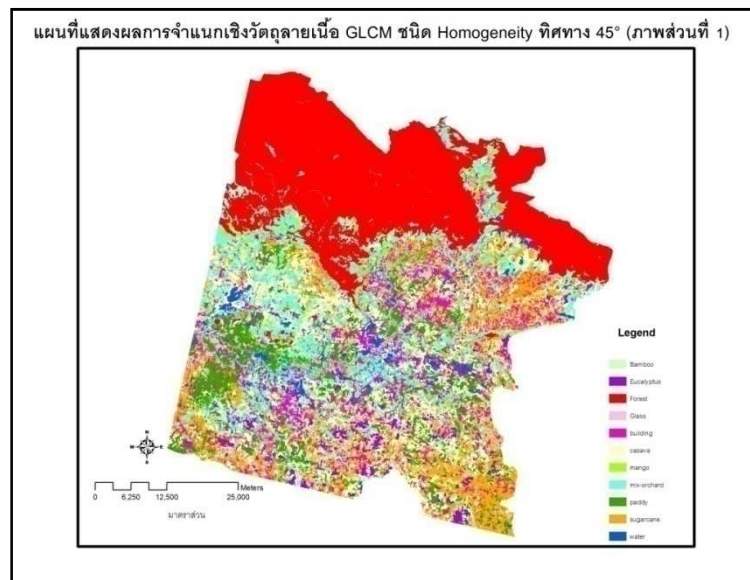 แผนที่แสดงผลการจำแนกเชิงวัตถุลายเนื้อ GLCM ชนิด Homogeneity ทิศทาง 45° (ภาพส่วนที่ 1)
Legend
Bamboo
Eucalyptus
Forest
Glass
building
casava
mango
mix-orchard
paddy
sugarcane
water
N
W E
S
Meters
0 6,250 12,500 25,000
มาตราส่วน